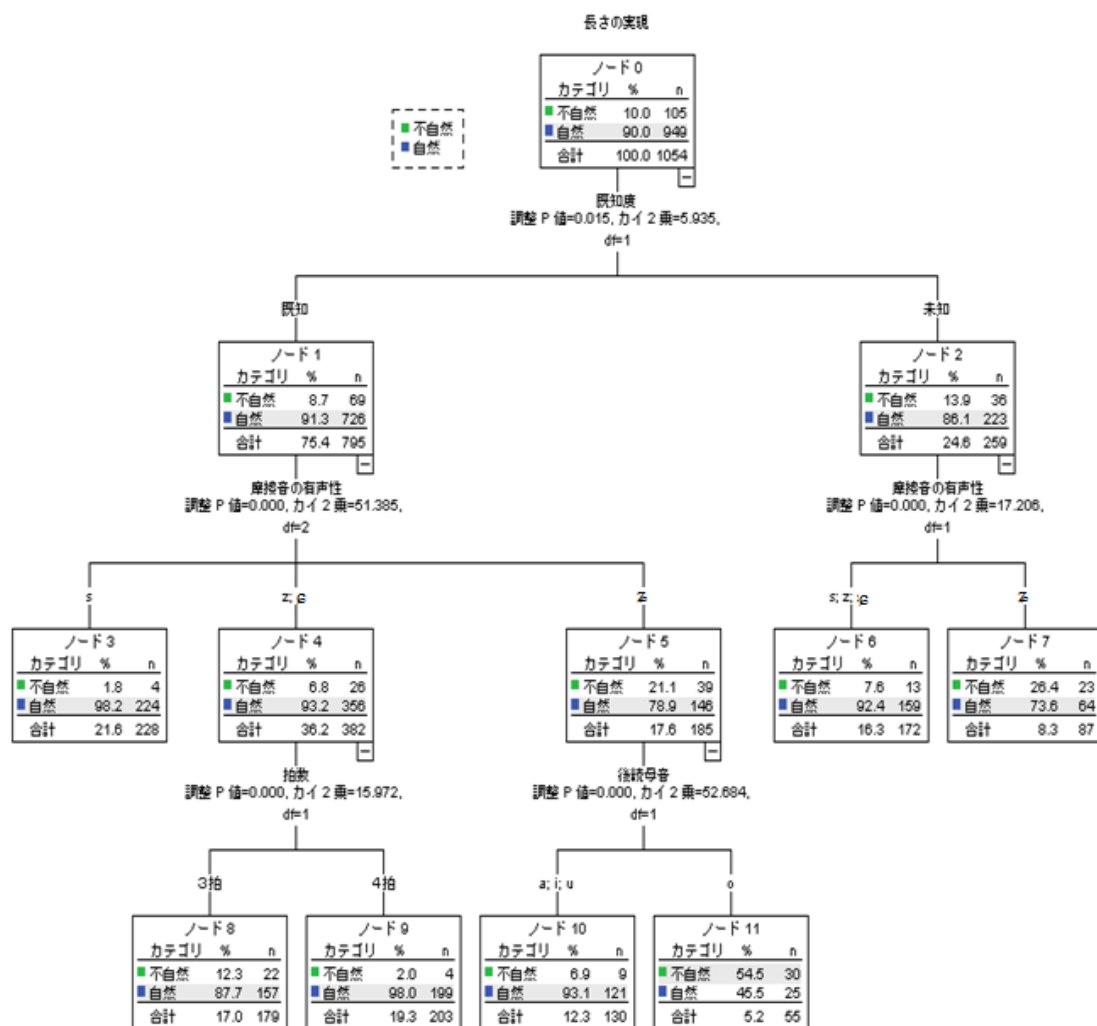 長さの実現
ノード 0
カテゴリ % n
不自然 10.0 105
自然 90.0 949
合計 100.0 1054
不自然
自然
既知度
調整 P 値=0.015, カイ 2 乗=5.935,
df=1
既知
未知
ノード 1
カテゴリ % n
不自然 8.7 69
自然 91.3 726
合計 75.4 795
ノード 2
カテゴリ % n
不自然 13.9 36
自然 86.1 223
合計 24.6 259
摩擦音の有声性
調整 P 値=0.000, カイ 2 乗=51.385,
df=2
摩擦音の有声性
調整 P 値=0.000, カイ 2 乗=17.206,
df=1
s
z;
s; z;
ノード 3
カテゴリ % n
不自然 1.8 4
自然 98.2 224
合計 21.6 228
ノード 4
カテゴリ % n
不自然 6.8 26
自然 93.2 356
合計 36.2 382
ノード 5
カテゴリ % n
不自然 21.1 39
自然 78.9 146
合計 17.6 185
ノード 6
カテゴリ % n
不自然 7.6 13
自然 92.4 159
合計 16.3 172
ノード 7
カテゴリ % n
不自然 26.4 23
自然 73.6 64
合計 8.3 87
拍数
調整 P 値=0.000, カイ 2 乗=15.972,
df=1
後続母音
調整 P 値=0.000, カイ 2 乗=52.684,
df=1
3拍
4拍
a; i; u
o
ノード 8
カテゴリ % n
不自然 12.3 22
自然 87.7 157
合計 17.0 179
ノード 9
カテゴリ % n
不自然 2.0 4
自然 98.0 199
合計 19.3 203
ノード 10
カテゴリ % n
不自然 6.9 9
自然 93.1 121
合計 12.3 130
ノード 11
カテゴリ % n
不自然 54.5 30
自然 45.5 25
合計 5.2 55